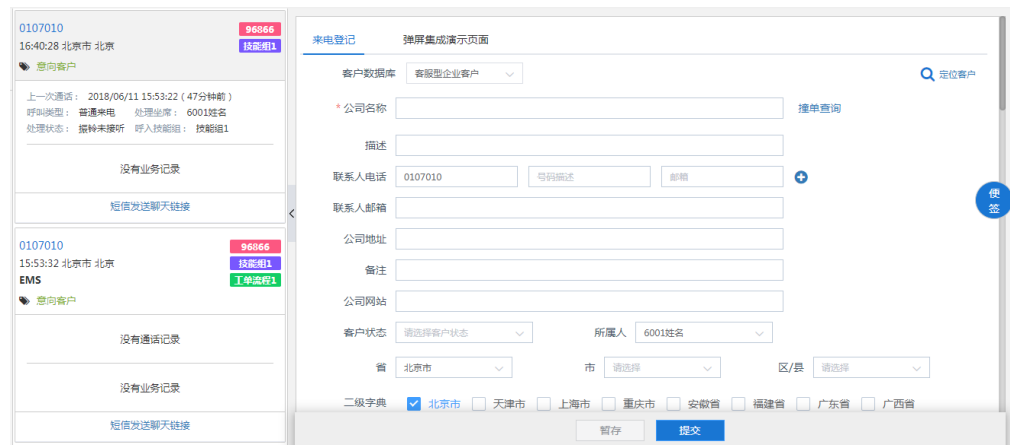 0107010 96866
16:40:28 北京市 北京 技能组1
意向客户
上一次通话： 2018/06/11 15:53:22 ( 47分钟前 )
呼叫类型： 普通来电 处理坐席： 6001姓名
处理状态： 振铃未接听 呼入技能组： 技能组1
没有业务记录
短信发送聊天链接
0107010 96866
15:53:32 北京市 北京 技能组1
EMS 工单流程1
意向客户
没有通话记录
没有业务记录
短信发送聊天链接
来电登记 弹屏集成演示页面
客户数据库 客服型企业客户 定位客户
* 公司名称 撞单查询
描述
联系人电话 0107010 号码描述 邮箱
联系人邮箱
公司地址
备注
公司网站
客户状态 请选择客户状态 所属人 6001姓名
省 北京市 市 请选择 区/县 请选择
二级字典 北京市 天津市 上海市 重庆市 安徽省 福建省 广东省 广西省
暂存 提交
便
签